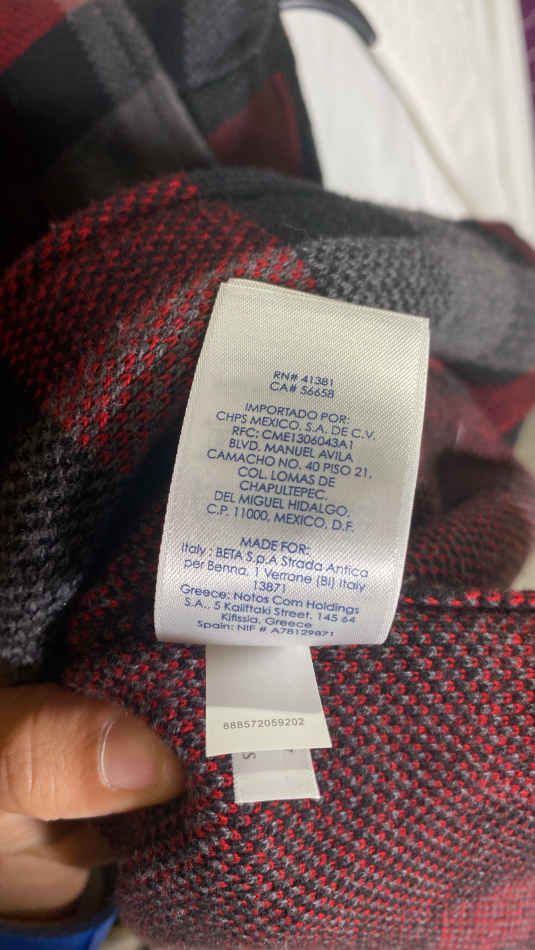 RN# 41381
CA# 56658
IMPORTADO POR:
CHPS MEXICO, S.A. DE C.V.
RFC: CME1306043A1
BLVD. MANUEL AVILA
CAMACHO NO. 40 PISO 21,
COL. LOMAS DE
CHAPULTEPEC,
DEL MIGUEL HIDALGO,
C.P. 11000, MEXICO, D.F.
MADE FOR:
Italy : BETA S.p.A Strada Antica
per Benna, 1 Verrone (BI) Italy
13871
Greece: Notos Com Holdings
S.A., 5 Kaliftaki Street, 145 64
Kifissia, Greece
Spain: NIF # A78129871
888572059202
S